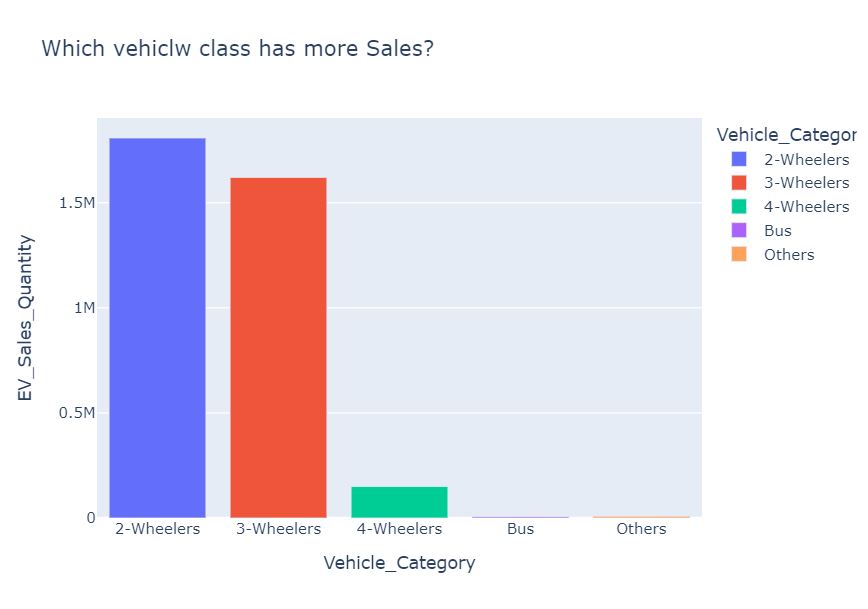 Which vehiclw class has more Sales?
Vehicle_Categor
2-Wheelers
3-Wheelers
4-Wheelers
Bus
Others
EV_Sales_Quantity
1.5M
1M
0.5M
0
2-Wheelers
3-Wheelers
4-Wheelers
Bus
Others
Vehicle_Category